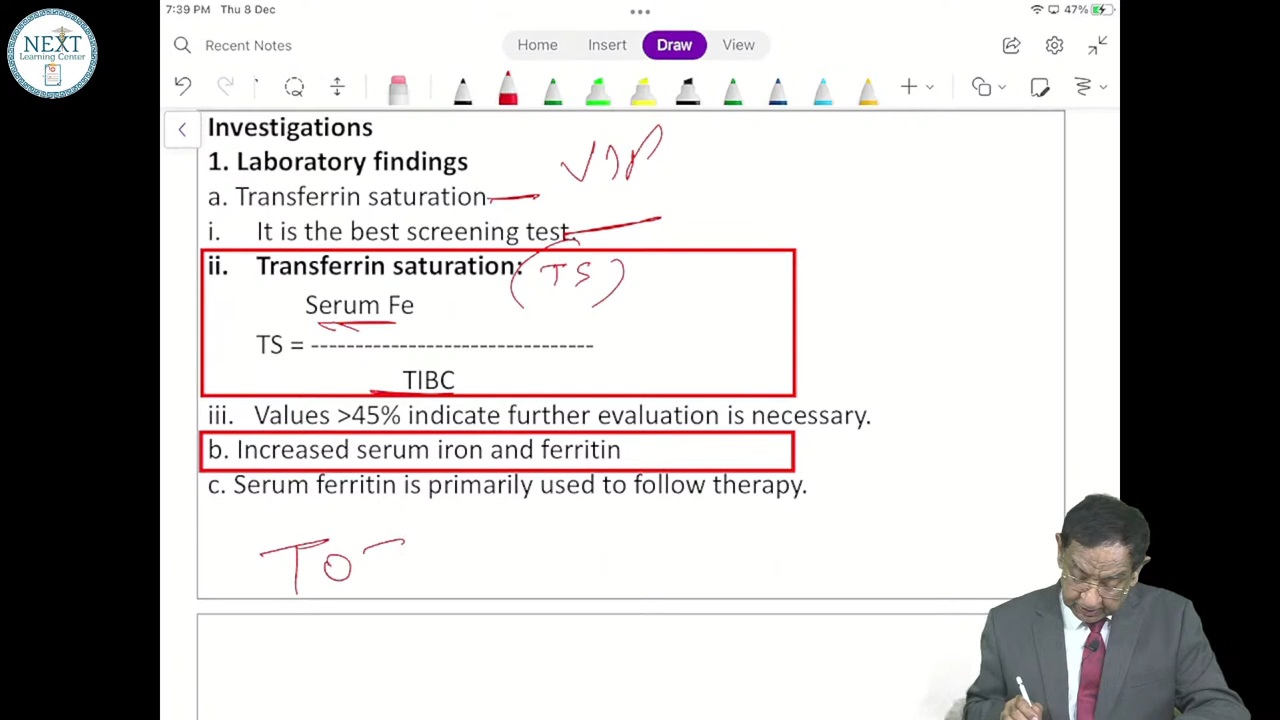 7:39 PM Thu 8 Dec
47%
NEXT
Learning Center
Recent Notes
Home Insert Draw View
Investigations
1. Laboratory findings
VIP
a. Transferrin saturation
i. It is the best screening test.
ii. Transferrin saturation:
(TS)
Serum Fe
TS = ------------------------------
TIBC
iii. Values >45% indicate further evaluation is necessary.
b. Increased serum iron and ferritin
c. Serum ferritin is primarily used to follow therapy.